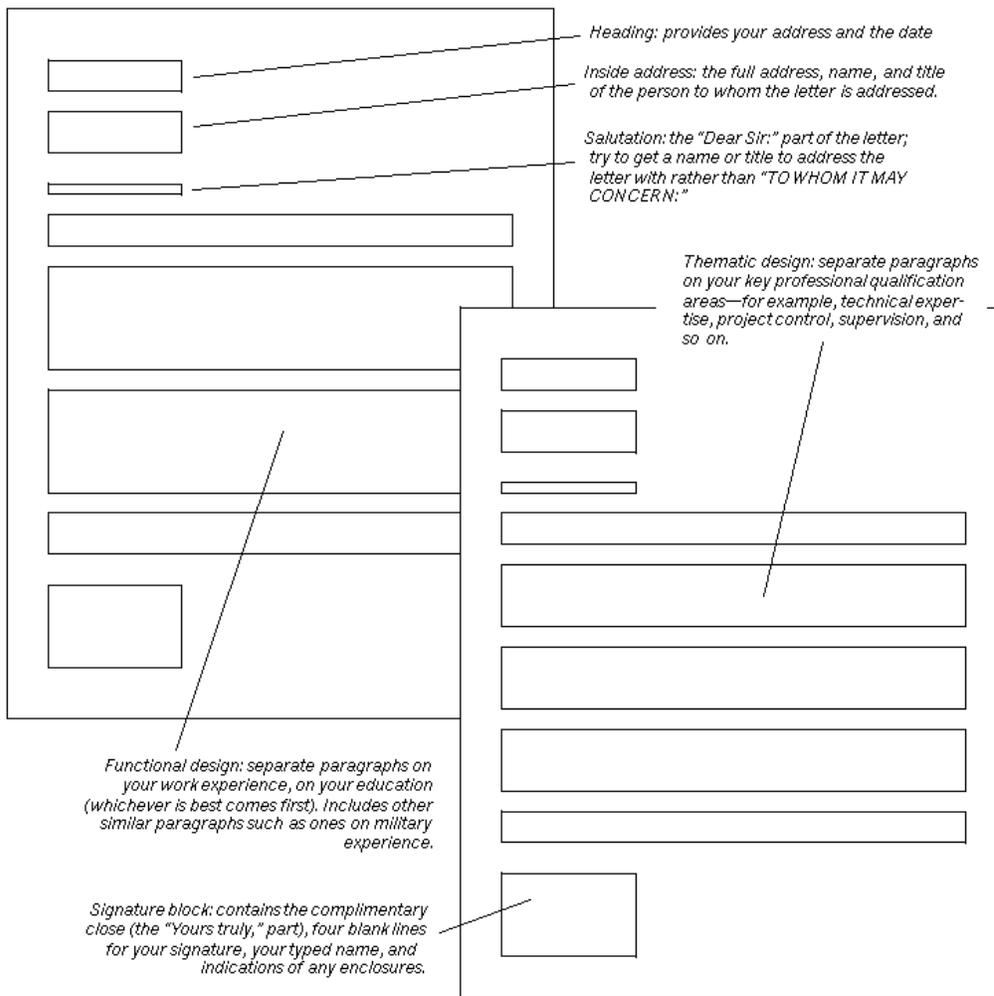 Heading: provides your address and the date
Inside address: the full address, name, and title
of the person to whom the letter is addressed.
Salutation: the “Dear Sir:” part of the letter;
try to get a name or title to address the
letter with rather than “TO WHOM IT MAY
CONCERN:”
Thematic design: separate paragraphs
on your key professional qualification
areas—for example, technical exper-
tise, project control, supervision, and
so on.
Functional design: separate paragraphs on
your work experience, on your education
(whichever is best comes first). Includes other
similar paragraphs such as ones on military
experience.
Signature block: contains the complimentary
close (the “Yours truly,” part), four blank lines
for your signature, your typed name, and
indications of any enclosures.